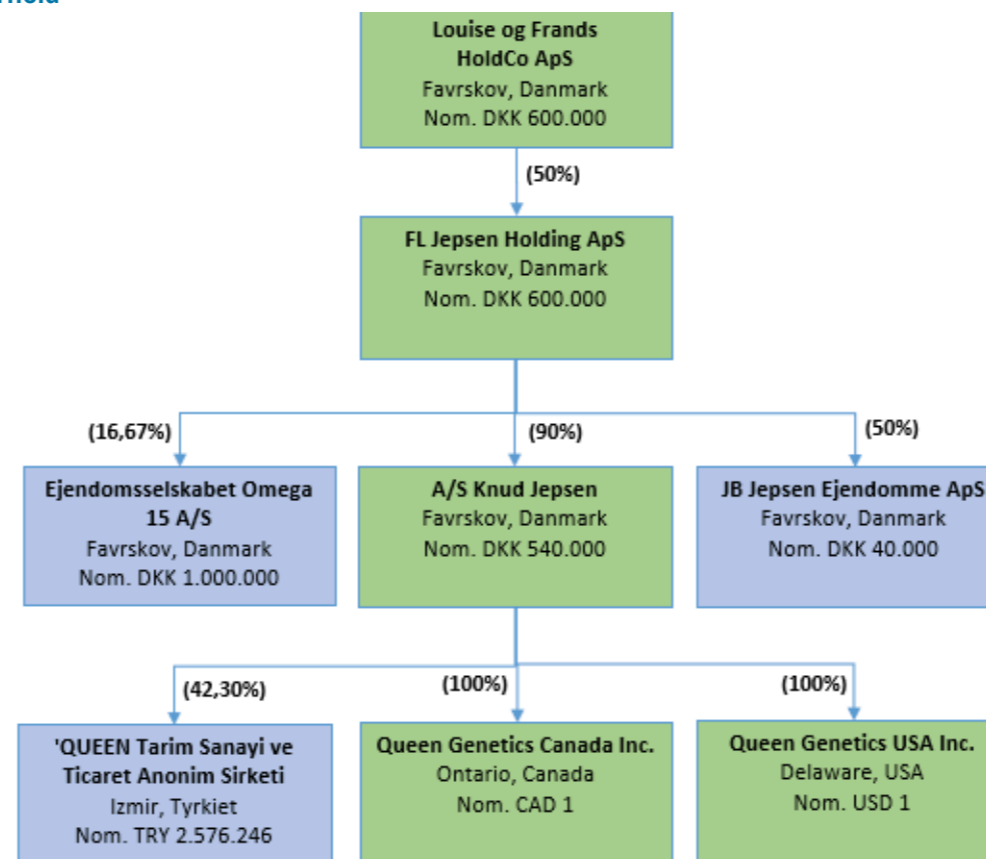 Louise og Frands
HoldCo ApS
Favrskov, Danmark
Nom. DKK 600.000
(50%)
FL Jepsen Holding ApS
Favrskov, Danmark
Nom. DKK 600.000
(16,67%)
(90%)
(50%)
Ejendomsselskabet Omega
15 A/S
Favrskov, Danmark
Nom. DKK 1.000.000
A/S Knud Jepsen
Favrskov, Danmark
Nom. DKK 540.000
JB Jepsen Ejendomme ApS
Favrskov, Danmark
Nom. DKK 40.000
(42,30%)
(100%)
(100%)
'QUEEN Tarim Sanayi ve
Ticaret Anonim Sirketi
Izmir, Tyrkiet
Nom. TRY 2.576.246
Queen Genetics Canada Inc.
Ontario, Canada
Nom. CAD 1
Queen Genetics USA Inc.
Delaware, USA
Nom. USD 1